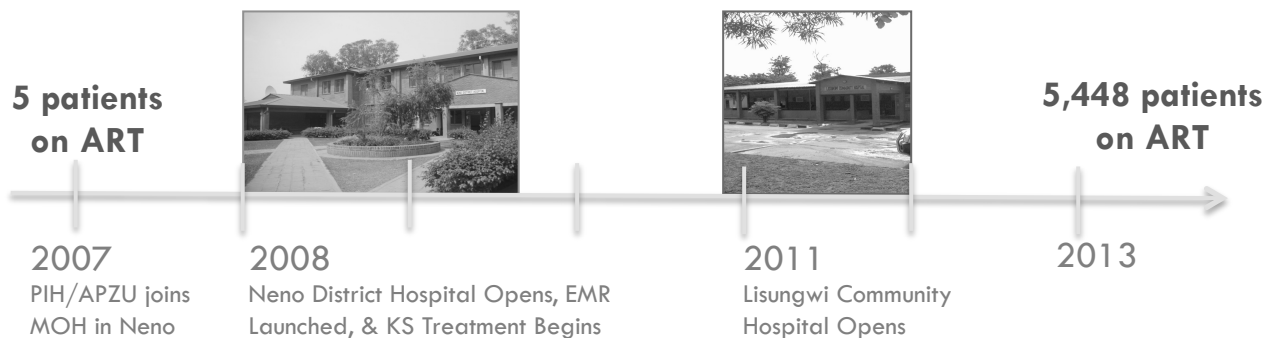 5 patients
on ART
5,448 patients
on ART
2007
PIH/APZU joins
MOH in Neno
2008
Neno District Hospital Opens, EMR
Launched, & KS Treatment Begins
2011
Lisungwi Community
Hospital Opens
2013